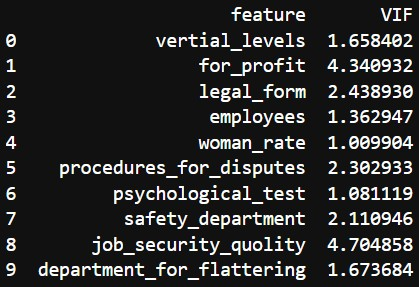 feature VIF
0 vertial_levels 1.658402
1 for_profit 4.340932
2 legal_form 2.438930
3 employees 1.362947
4 woman_rate 1.009904
5 procedures_for_disputes 2.302933
6 psychological_test 1.081119
7 safety_department 2.110946
8 job_security_quolity 4.704858
9 department_for_flattering 1.673684